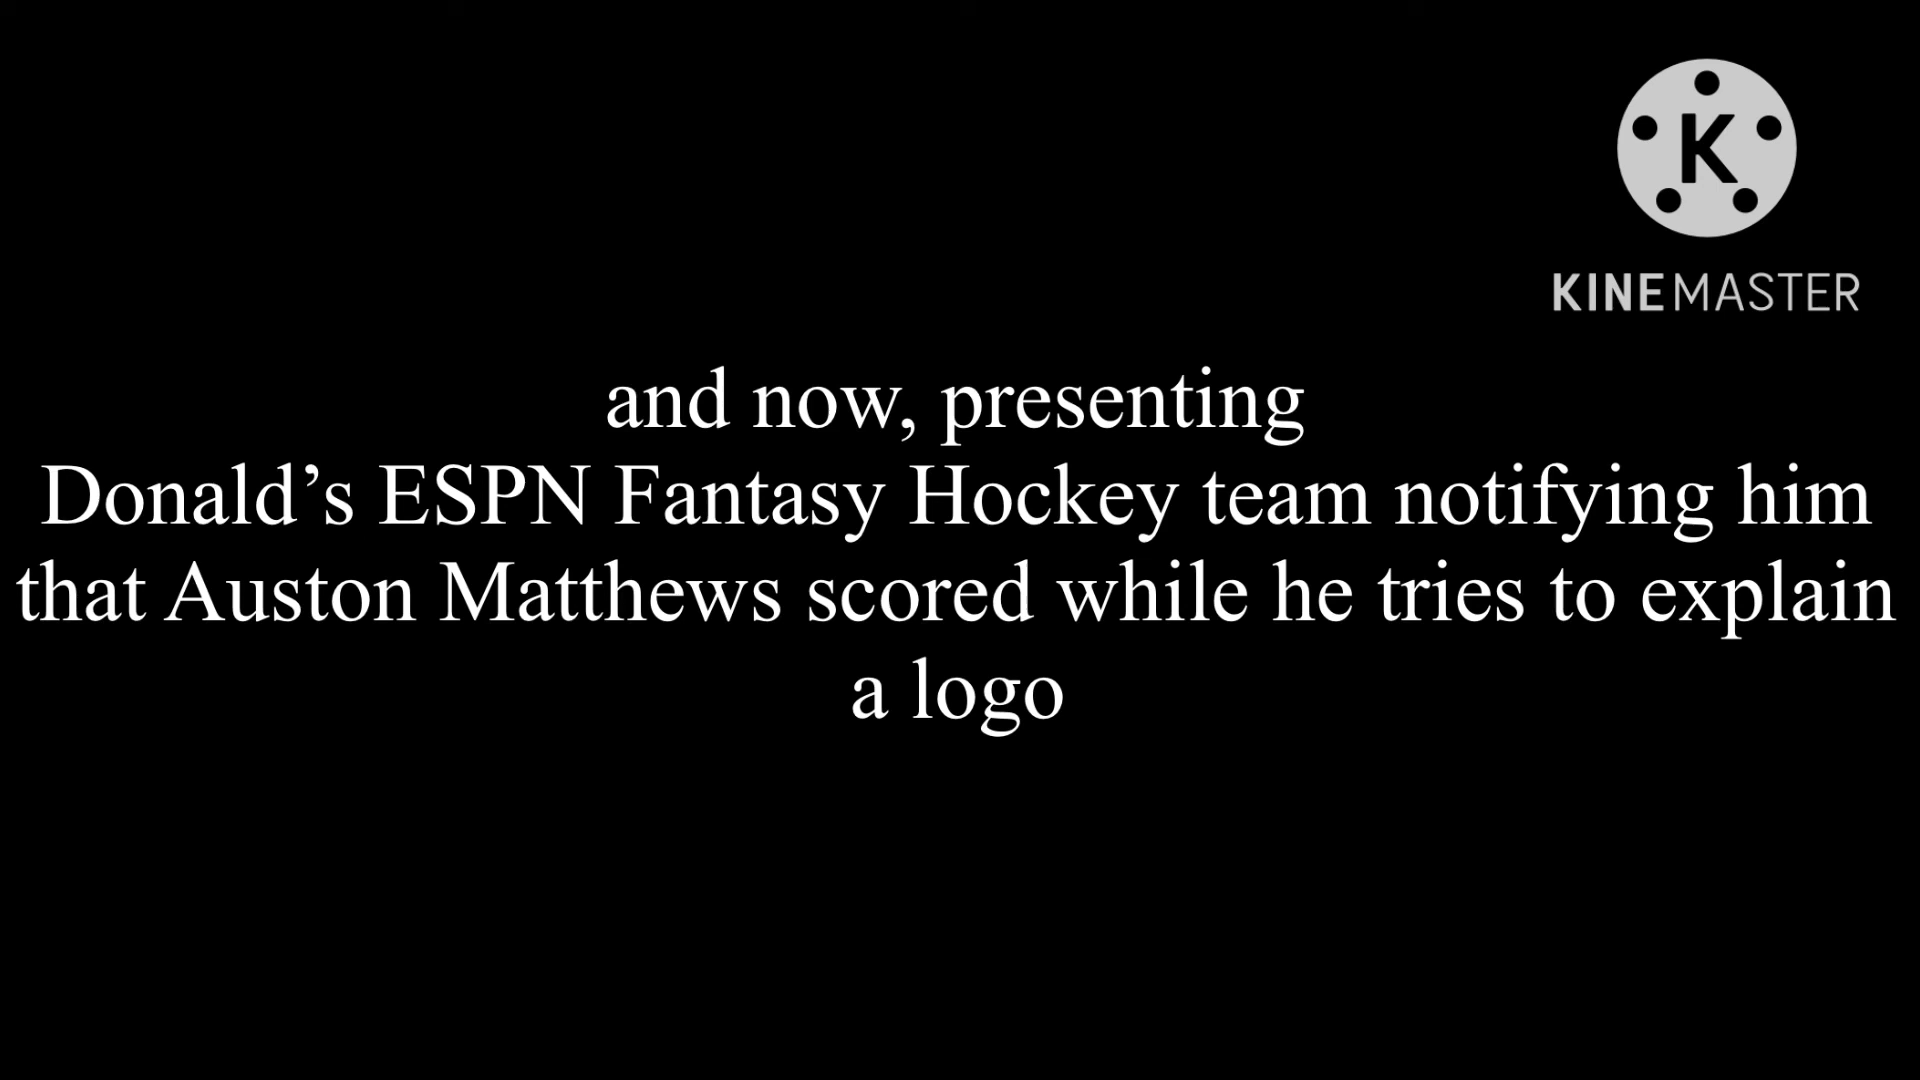 K
KINEMASTER
and now, presenting
Donald’s ESPN Fantasy Hockey team notifying him
that Auston Matthews scored while he tries to explain
a logo